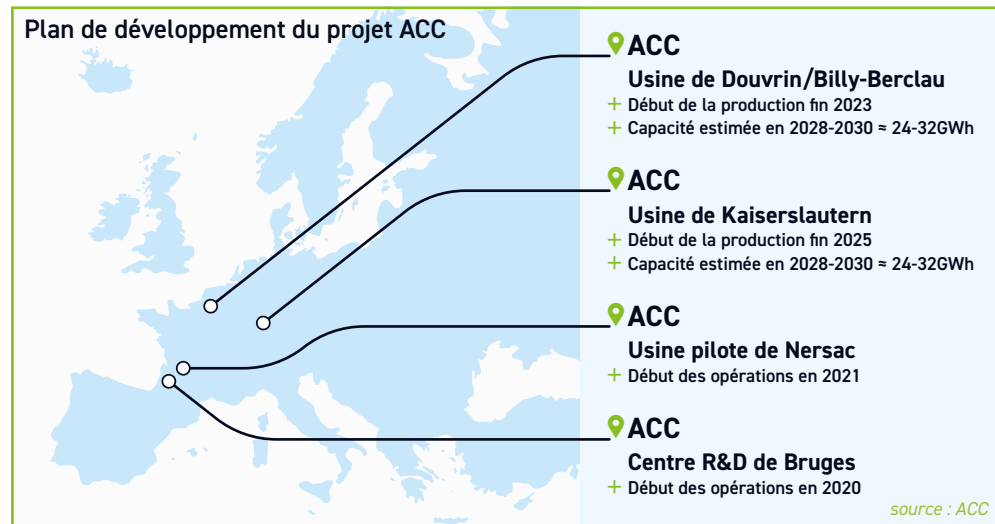 Plan de développement du projet ACC
ACC
Usine de Douvrin/Billy-Berclau
+ Début de la production fin 2023
+ Capacité estimée en 2028-2030 ≈ 24-32GWh
ACC
Usine de Kaiserslautern
+ Début de la production fin 2025
+ Capacité estimée en 2028-2030 ≈ 24-32GWh
ACC
Usine pilote de Nersac
+ Début des opérations en 2021
ACC
Centre R&D de Bruges
+ Début des opérations en 2020
source : ACC